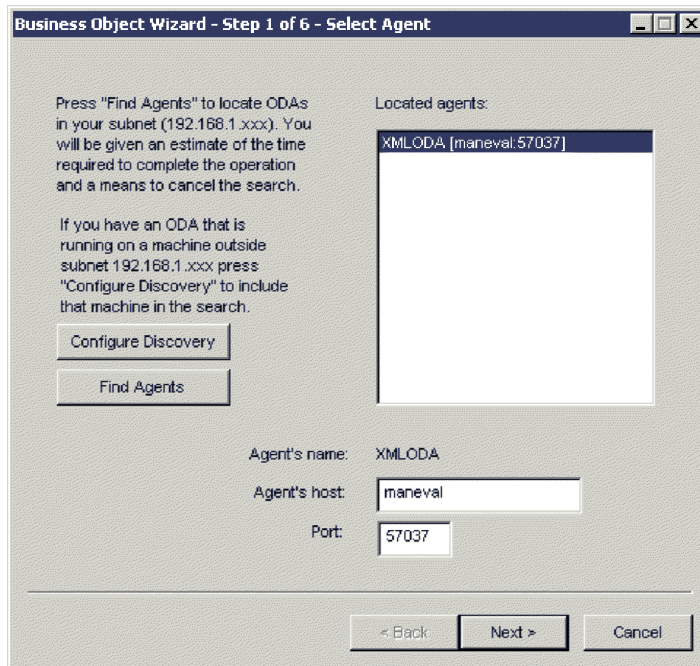 Business Object Wizard - Step 1 of 6 - Select Agent
Press "Find Agents" to locate ODAs
in your subnet (192.168.1.xxx). You
will be given an estimate of the time
required to complete the operation
and a means to cancel the search.
If you have an ODA that is
running on a machine outside
subnet 192.168.1.xxx press
"Configure Discovery" to include
that machine in the search.
Configure Discovery
Find Agents
Located agents:
XMLODA [maneval:57037]
Agent's name: XMLODA
Agent's host: maneval
Port: 57037
< Back Next > Cancel